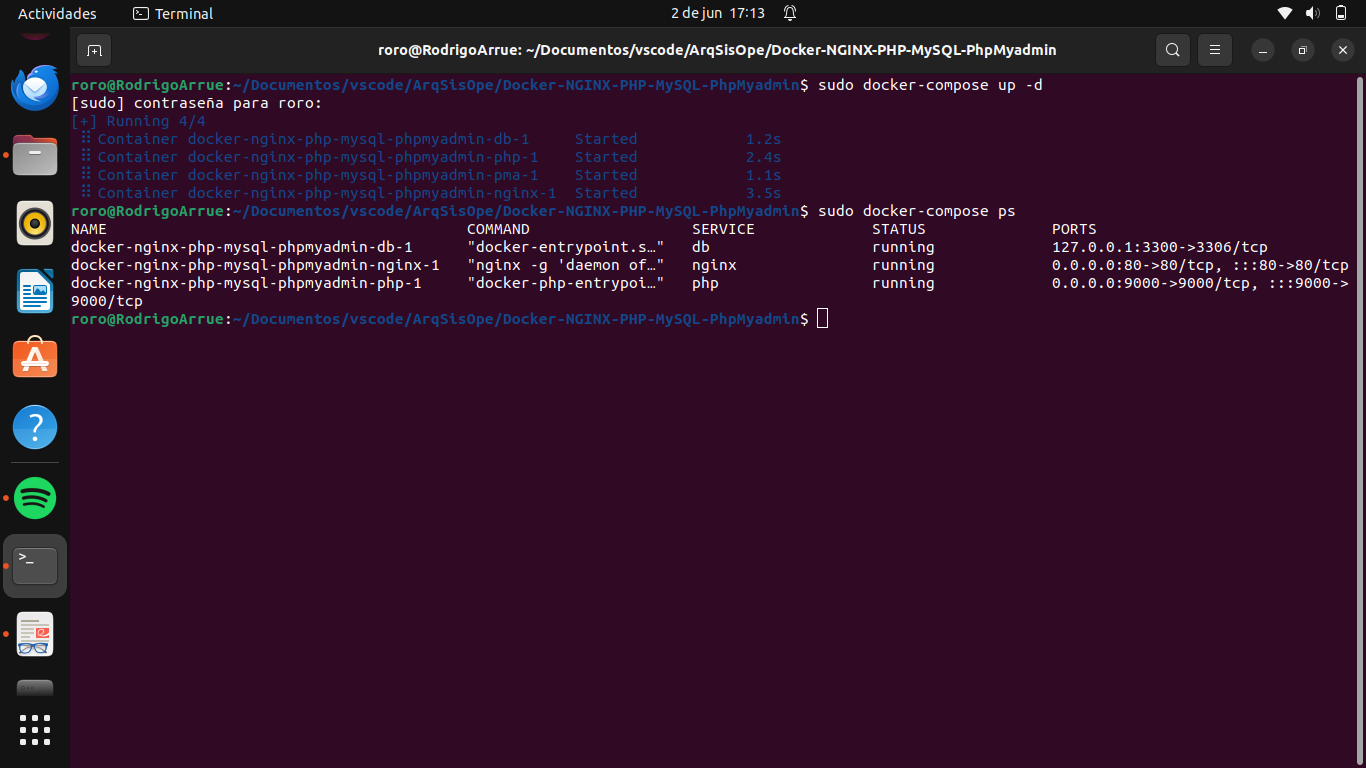 Actividades
Terminal
2 de jun 17:13
roro@RodrigoArrue: ~/Documentos/vscode/ArqSisOpe/Docker-NGINX-PHP-MySQL-PhpMyadmin
roro@RodrigoArrue:~/Documentos/vscode/ArqSisOpe/Docker-NGINX-PHP-MySQL-PhpMyadmin$ sudo docker-compose up -d
[sudo] contraseña para roro:
[+] Running 4/4
⠿ Container docker-nginx-php-mysql-phpmyadmin-db-1 Started 1.2s
⠿ Container docker-nginx-php-mysql-phpmyadmin-php-1 Started 2.4s
⠿ Container docker-nginx-php-mysql-phpmyadmin-pma-1 Started 1.1s
⠿ Container docker-nginx-php-mysql-phpmyadmin-nginx-1 Started 3.5s
roro@RodrigoArrue:~/Documentos/vscode/ArqSisOpe/Docker-NGINX-PHP-MySQL-PhpMyadmin$ sudo docker-compose ps
NAME COMMAND SERVICE STATUS PORTS
docker-nginx-php-mysql-phpmyadmin-db-1 "docker-entrypoint.s…" db running 127.0.0.1:3300->3306/tcp
docker-nginx-php-mysql-phpmyadmin-nginx-1 "nginx -g 'daemon of…" nginx running 0.0.0.0:80->80/tcp, :::80->80/tcp
docker-nginx-php-mysql-phpmyadmin-php-1 "docker-php-entrypoi…" php running 0.0.0.0:9000->9000/tcp, :::9000->
9000/tcp
roro@RodrigoArrue:~/Documentos/vscode/ArqSisOpe/Docker-NGINX-PHP-MySQL-PhpMyadmin$